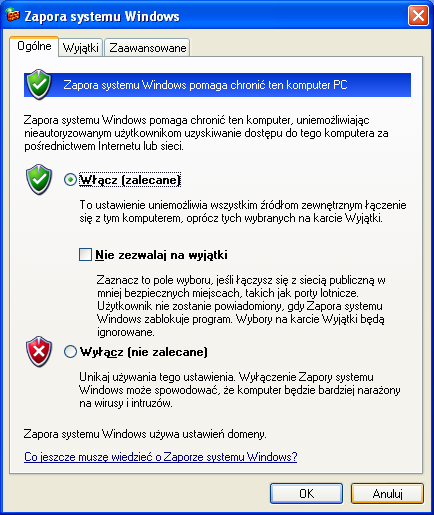 Zapora systemu Windows
Ogólne
Wyjątki
Zaawansowane
Zapora systemu Windows pomaga chronić ten komputer PC
Zapora systemu Windows pomaga chronić ten komputer, uniemożliwiając
nieautoryzowanym użytkownikom uzyskiwanie dostępu do tego komputera za
pośrednictwem Internetu lub sieci.
Włącz (zalecane)
To ustawienie uniemożliwia wszystkim źródłom zewnętrznym łączenie
się z tym komputerem, oprócz tych wybranych na karcie Wyjątki.
Nie zezwalaj na wyjątki
Zaznacz to pole wyboru, jeśli łączysz się z siecią publiczną w
mniej bezpiecznych miejscach, takich jak porty lotnicze.
Użytkownik nie zostanie powiadomiony, gdy Zapora systemu
Windows zablokuje program. Wybory na karcie Wyjątki będą
ignorowane.
Wyłącz (nie zalecane)
Unikaj używania tego ustawienia. Wyłączenie Zapory systemu
Windows może spowodować, że komputer będzie bardziej narażony
na wirusy i intruzów.
Zapora systemu Windows używa ustawień domeny.
Co jeszcze muszę wiedzieć o Zaporze systemu Windows?
OK
Anuluj